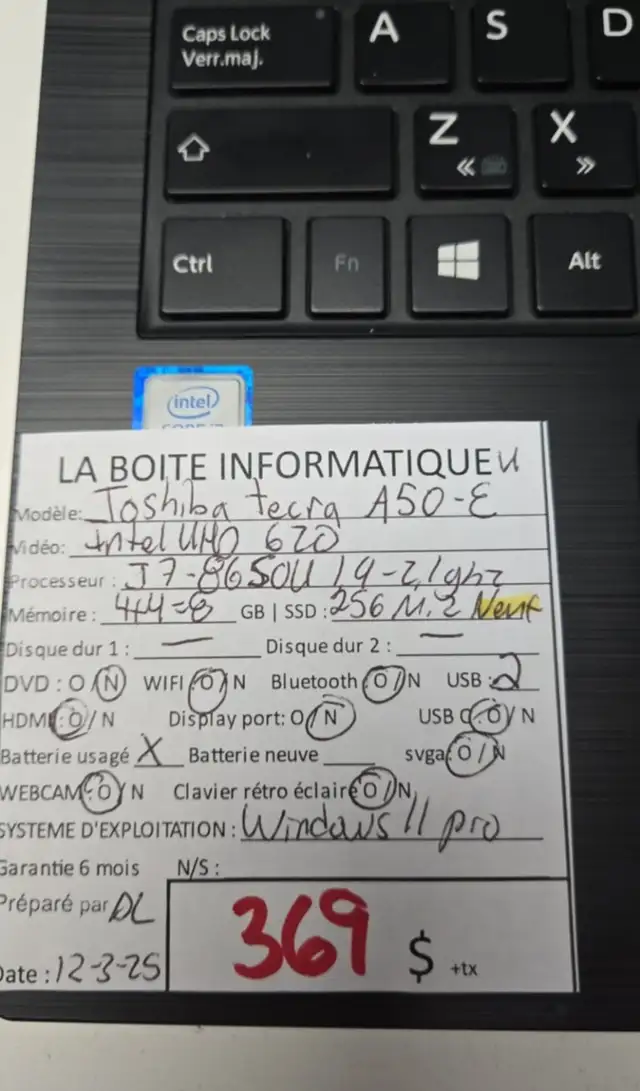 Caps Lock A S D
Verr.maj.
Z X
Ctrl Fn Alt
intel
LA BOITE INFORMATIQUE U
Modèle: Toshiba tecra A50-E
Vidéo: Intel UHD 620
Processeur : I7-8650U 1,9-2,1ghz
Mémoire : 4+4=8 GB | SSD : 256 M.2 Neuf
Disque dur 1 : — Disque dur 2 : —
DVD : O/N WIFI : O/N Bluetooth : O/N USB : 2
HDMI : O/N Display port: O/N USB C : O/N
Batterie usagé X Batterie neuve ____ svga: O/N
WEBCAM : O/N Clavier rétro éclairé O/N
SYSTEME D'EXPLOITATION : Windows 11 pro
Garantie 6 mois N/S :
Préparé par DL
369 $ +tx
Date : 12-3-25